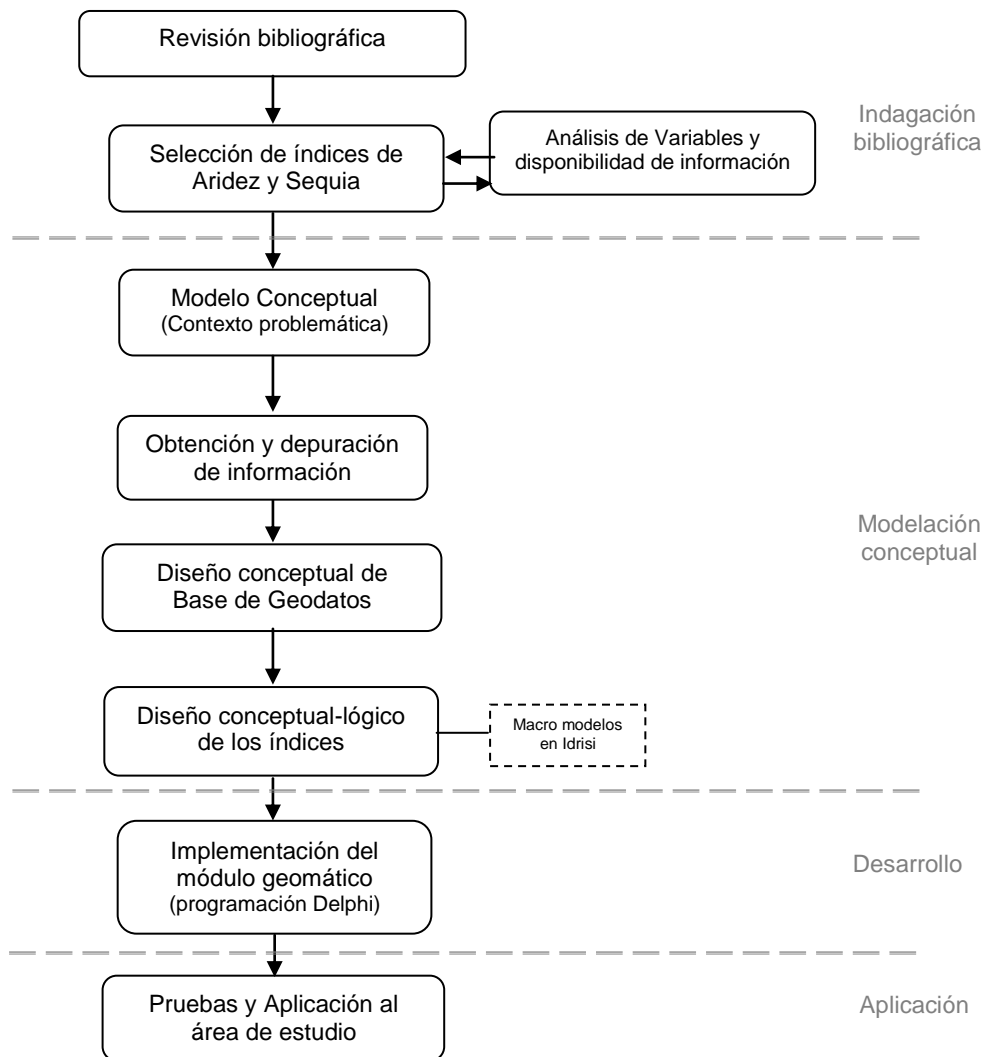 Revisión bibliográfica
Indagación
bibliográfica
Selección de índices de
Aridez y Sequia
Análisis de Variables y
disponibilidad de información
Modelo Conceptual
(Contexto problemática)
Obtención y depuración
de información
Modelación
conceptual
Diseño conceptual de
Base de Geodatos
Diseño conceptual-lógico
de los índices
Macro modelos
en Idrisi
Implementación del
módulo geomático
(programación Delphi)
Desarrollo
Pruebas y Aplicación al
área de estudio
Aplicación